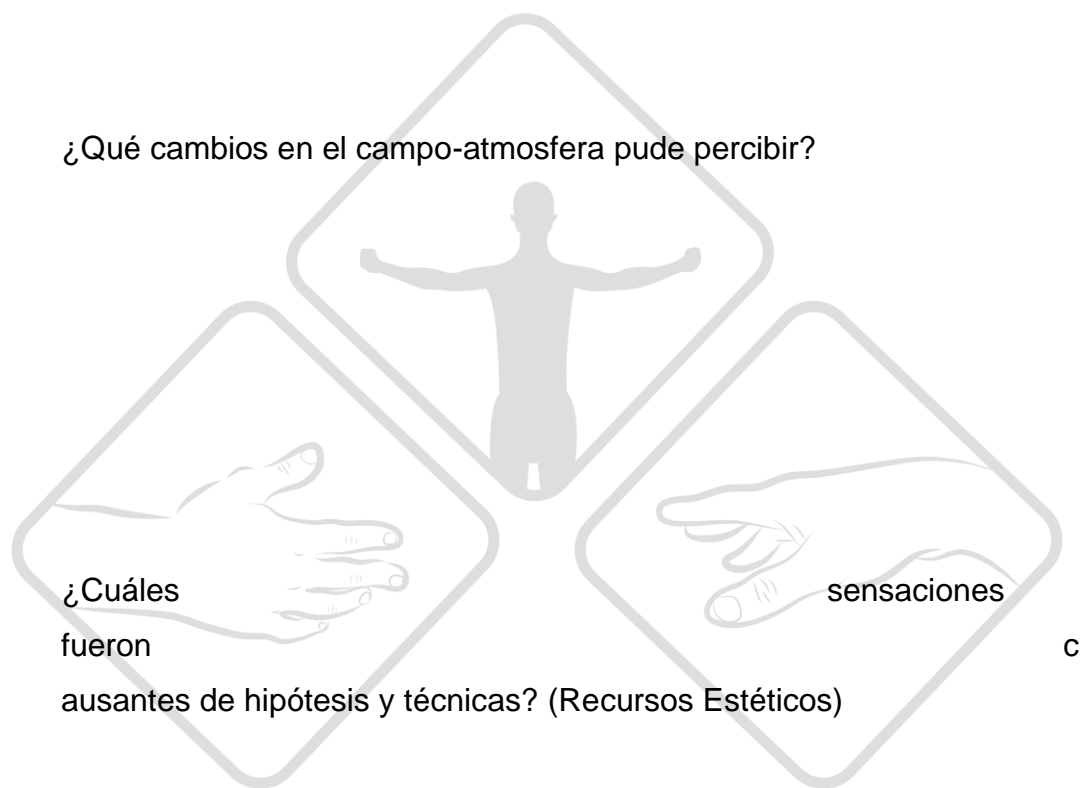 ¿Qué cambios en el campo-atmosfera pude percibir?
¿Cuáles sensaciones
fueron c
ausantes de hipótesis y técnicas? (Recursos Estéticos)